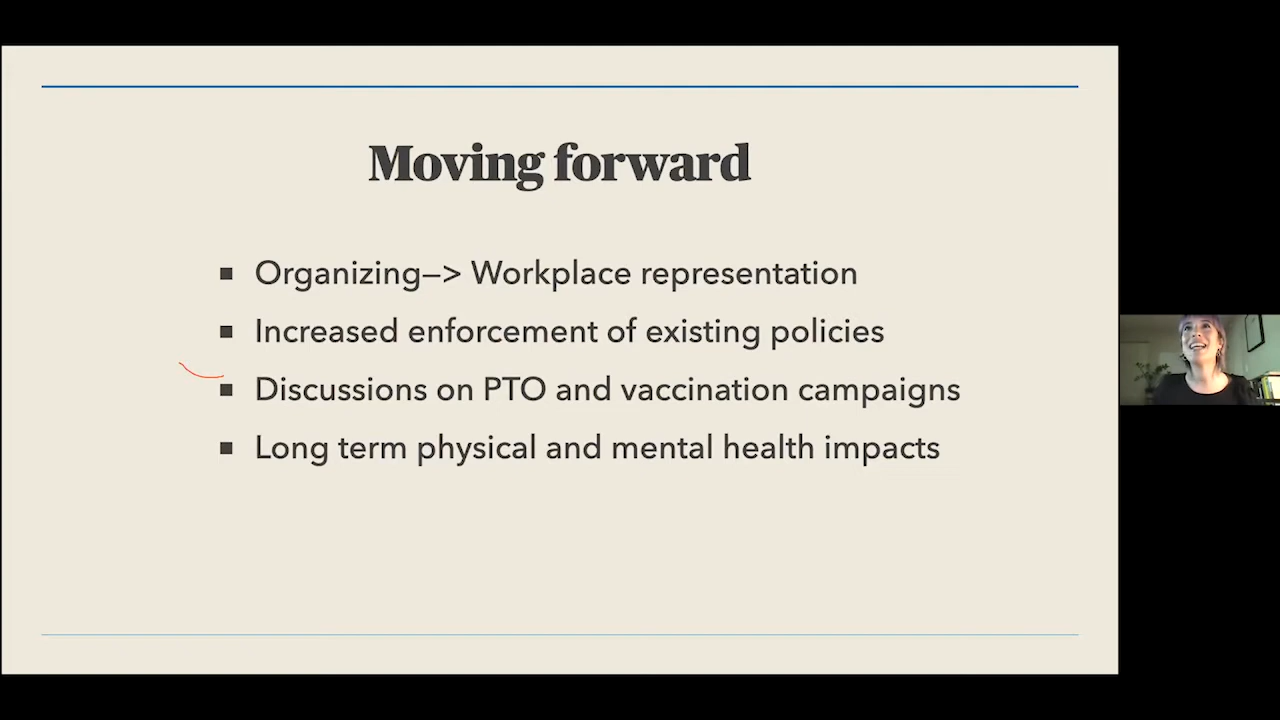 Moving forward
▪ Organizing—> Workplace representation
▪ Increased enforcement of existing policies
▪ Discussions on PTO and vaccination campaigns
▪ Long term physical and mental health impacts